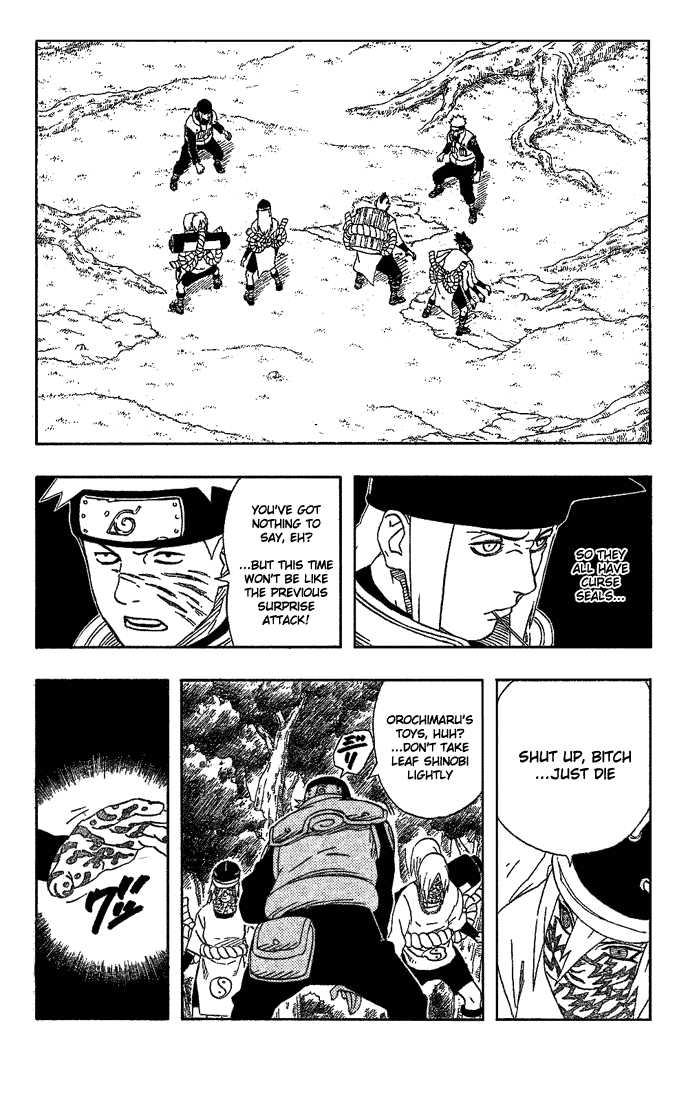 SO THEY
ALL HAVE
CURSE
SEALS...
YOU'VE GOT
NOTHING TO
SAY, EH?
...BUT THIS TIME
WON'T BE LIKE
THE PREVIOUS
SURPRISE
ATTACK!
SHUT UP, BITCH
...JUST DIE
OROCHIMARU'S
TOYS, HUH?
...DON'T TAKE
LEAF SHINOBI
LIGHTLY